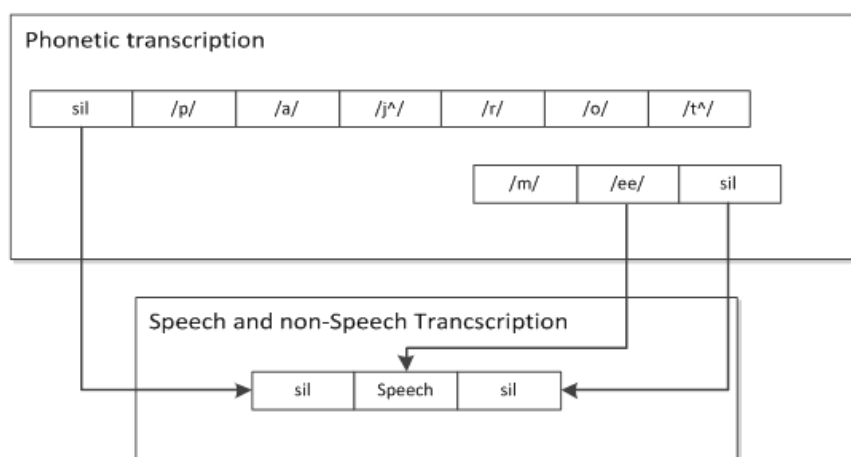 Phonetic transcription
sil /p/ /a/ /j^/ /r/ /o/ /t^/
/m/ /ee/ sil
Speech and non-Speech Trancscription
sil Speech sil